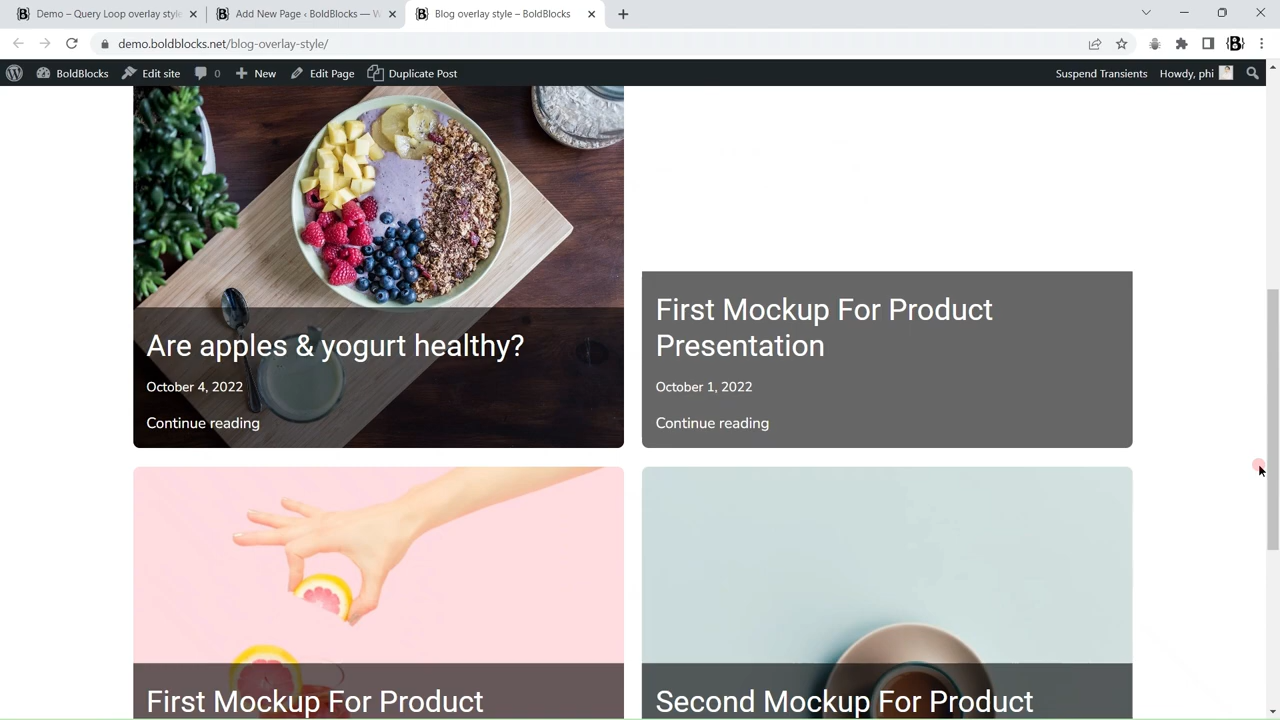 Demo – Query Loop overlay style
Add New Page ‹ BoldBlocks — W
Blog overlay style – BoldBlocks
demo.boldblocks.net/blog-overlay-style/
BoldBlocks
Edit site
0
New
Edit Page
Duplicate Post
Suspend Transients
Howdy, phi
Are apples & yogurt healthy?
October 4, 2022
Continue reading
First Mockup For Product
Presentation
October 1, 2022
Continue reading
First Mockup For Product
Second Mockup For Product